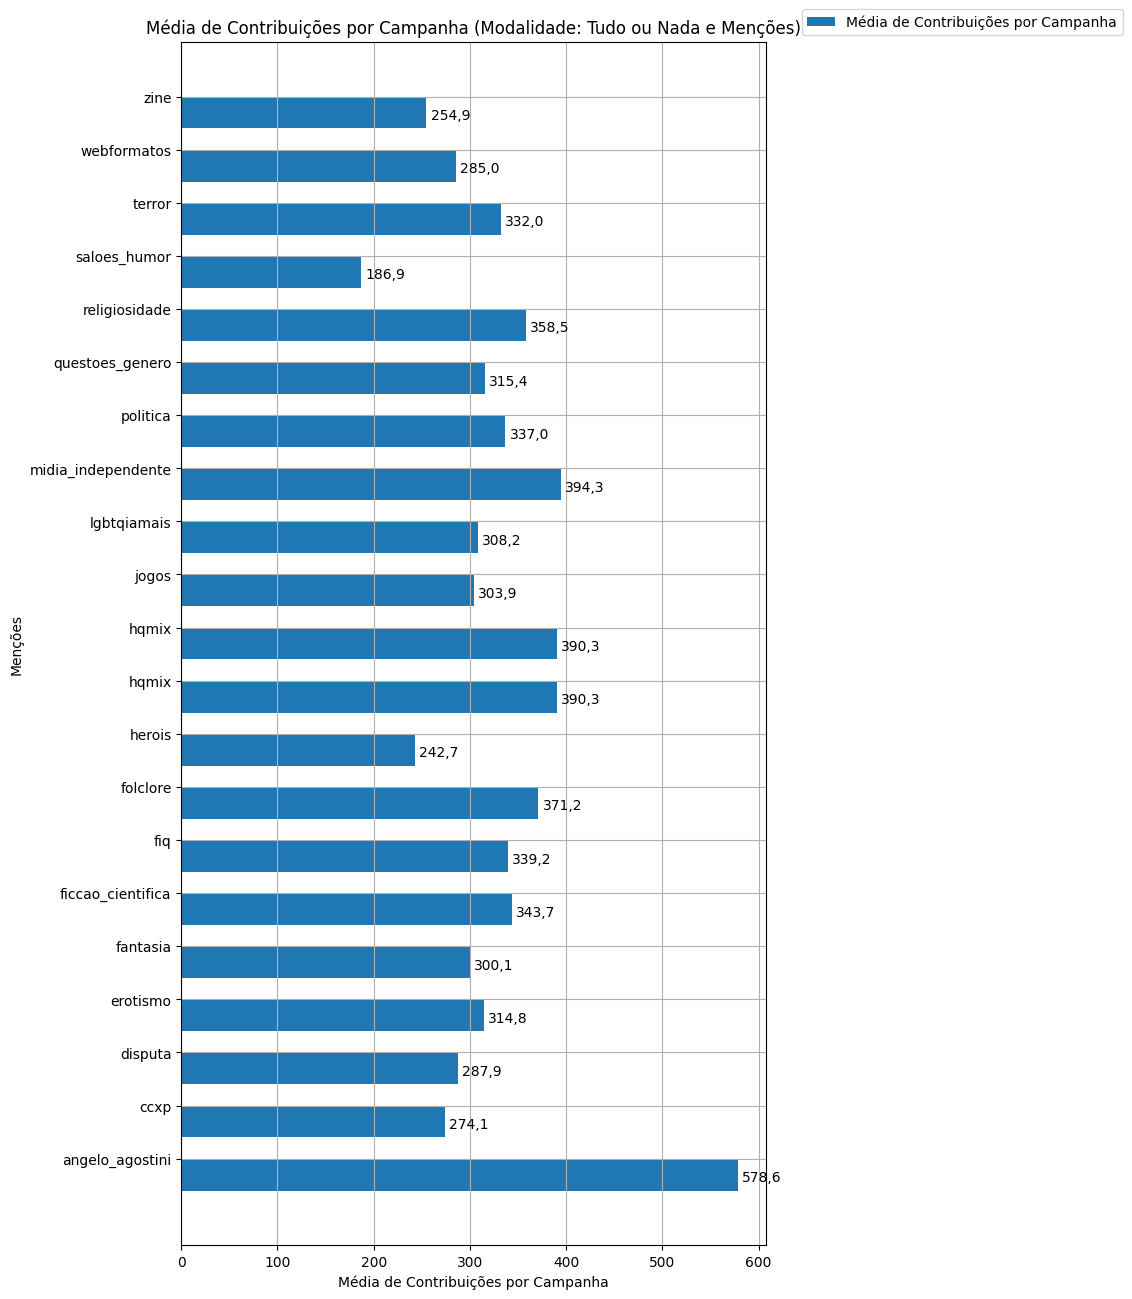 Média de Contribuições por Campanha (Modalidade: Tudo ou Nada e Menções)
Média de Contribuições por Campanha
zine
254,9
webformatos
285,0
terror
332,0
saloes_humor
186,9
religiosidade
358,5
questoes_genero
315,4
politica
337,0
midia_independente
394,3
lgbtqiamais
308,2
jogos
303,9
hqmix
390,3
hqmix
390,3
herois
242,7
folclore
371,2
fiq
339,2
ficcao_cientifica
343,7
fantasia
300,1
erotismo
314,8
disputa
287,9
ccxp
274,1
angelo_agostini
578,6
Menções
0 100 200 300 400 500 600
Média de Contribuições por Campanha